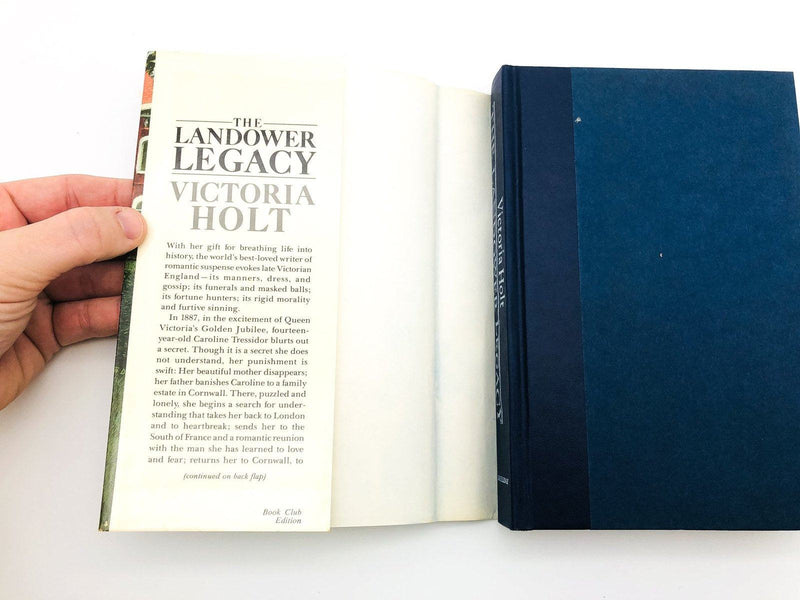 THE
LANDOWER
LEGACY
VICTORIA
HOLT
With her gift for breathing life into
history, the world's best-loved writer of
romantic suspense evokes late Victorian
England—its manners, dress, and
gossip; its funerals and masked balls;
its fortune hunters; its rigid morality
and furtive sinning.
In 1887, in the excitement of Queen
Victoria's Golden Jubilee, fourteen-
year-old Caroline Tressidor blurts out
a secret. Though it is a secret she does
not understand, her punishment is
swift: Her beautiful mother disappears;
her father banishes Caroline to a family
estate in Cornwall. There, puzzled and
lonely, she begins a search for under-
standing that takes her back to London
and to heartbreak; sends her to the
South of France and a romantic reunion
with the man she has learned to love
and fear; returns her to Cornwall, to
(continued on back flap)
Book Club
Edition
Victoria Holt
THE LANDOWER LEGACY